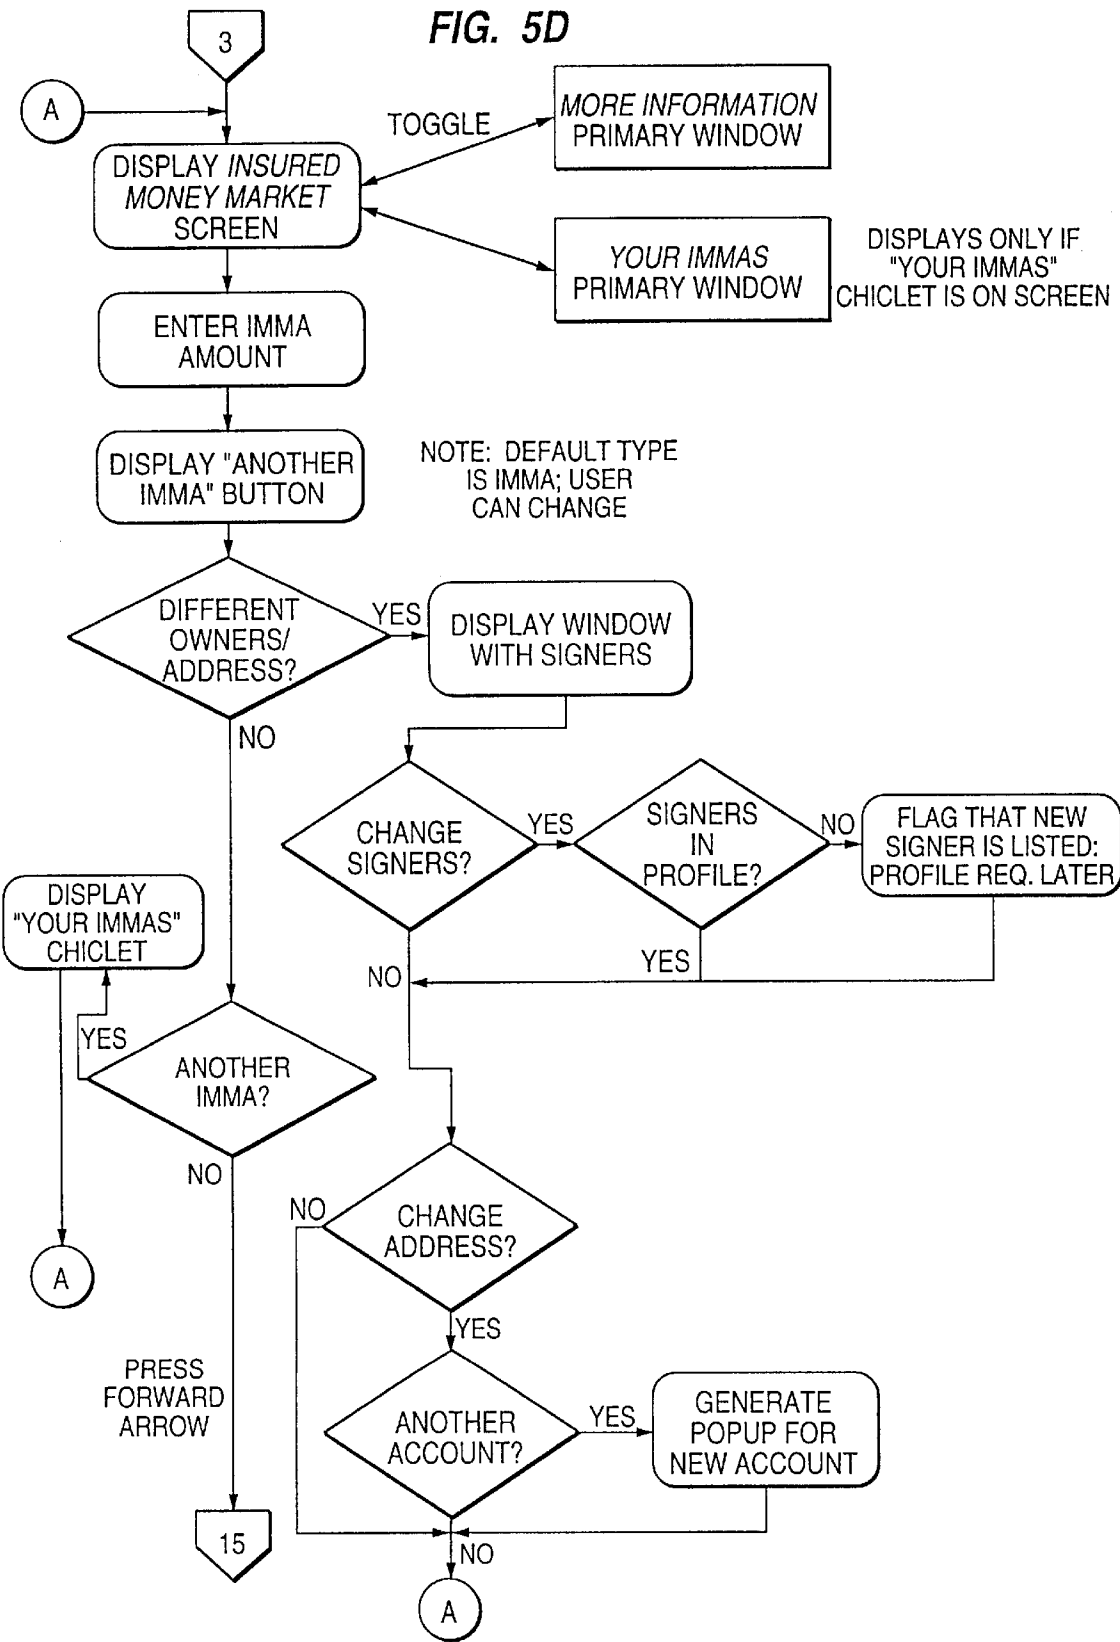 FIG. 5D
3
A
TOGGLE
MORE INFORMATION
PRIMARY WINDOW
DISPLAY INSURED
MONEY MARKET
SCREEN
YOUR IMMAS
PRIMARY WINDOW
DISPLAYS ONLY IF
"YOUR IMMAS"
CHICLET IS ON SCREEN
ENTER IMMA
AMOUNT
DISPLAY "ANOTHER
IMMA" BUTTON
NOTE: DEFAULT TYPE
IS IMMA; USER
CAN CHANGE
DIFFERENT
OWNERS/
ADDRESS?
YES
DISPLAY WINDOW
WITH SIGNERS
NO
CHANGE
SIGNERS?
YES
SIGNERS
IN
PROFILE?
NO
FLAG THAT NEW
SIGNER IS LISTED:
PROFILE REQ. LATER
DISPLAY
"YOUR IMMAS"
CHICLET
YES
NO
YES
ANOTHER
IMMA?
NO
NO
CHANGE
ADDRESS?
A
YES
PRESS
FORWARD
ARROW
ANOTHER
ACCOUNT?
YES
GENERATE
POPUP FOR
NEW ACCOUNT
15
NO
A